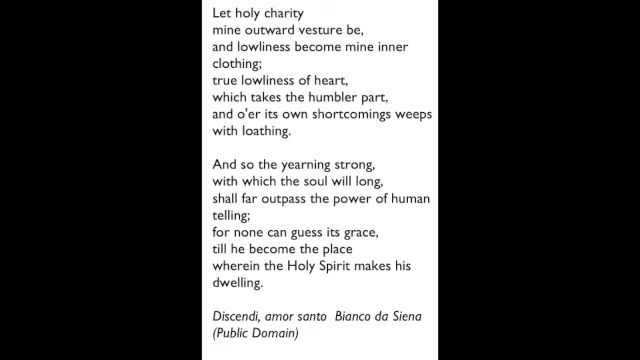 Let holy charity
mine outward vesture be,
and lowliness become mine inner
clothing;
true lowliness of heart,
which takes the humbler part,
and o'er its own shortcomings weeps
with loathing.

And so the yearning strong,
with which the soul will long,
shall far outpass the power of human
telling;
for none can guess its grace,
till he become the place
wherein the Holy Spirit makes his
dwelling.

Discendi, amor santo  Bianco da Siena
(Public Domain)